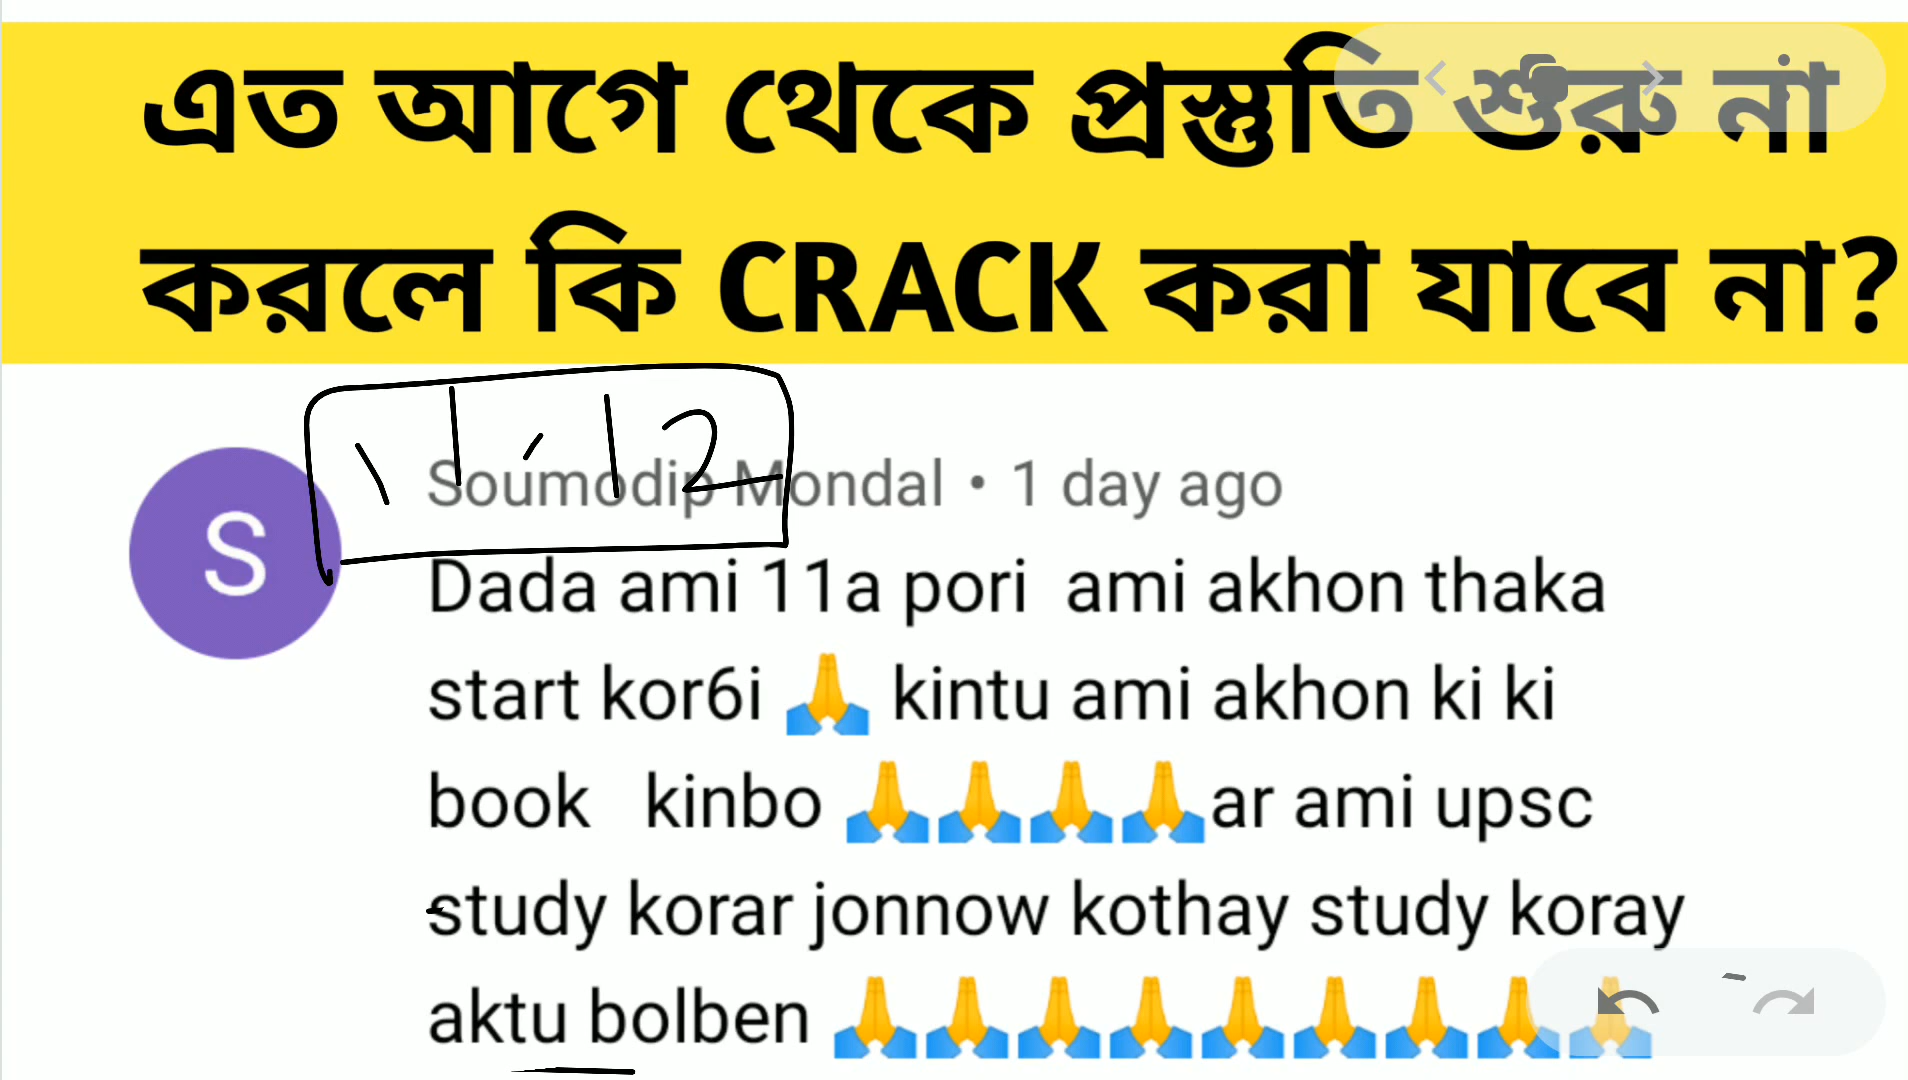 এত আগে থেকে প্রস্তুতি শুরু না
করলে কি CRACK করা যাবে না?
11 12
Soumodip Mondal • 1 day ago
S
Dada ami 11a pori ami akhon thaka
start kor6i 🙏 kintu ami akhon ki ki
book kinbo 🙏🙏🙏🙏ar ami upsc
study korar jonnow kothay study koray
aktu bolben 🙏🙏🙏🙏🙏🙏🙏🙏🙏